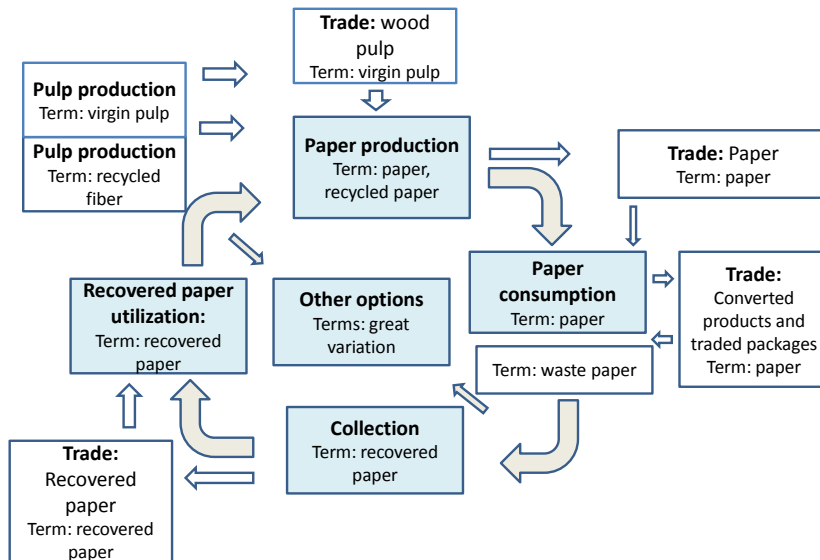 Trade: wood
pulp
Term: virgin pulp
Pulp production
Term: virgin pulp
Pulp production
Term: recycled
fiber
Paper production
Term: paper,
recycled paper
Trade: Paper
Term: paper
Recovered paper
utilization:
Term: recovered
paper
Other options
Terms: great
variation
Paper
consumption
Term: paper
Trade:
Converted
products and
traded packages
Term: paper
Term: waste paper
Collection
Term: recovered
paper
Trade:
Recovered
paper
Term: recovered
paper